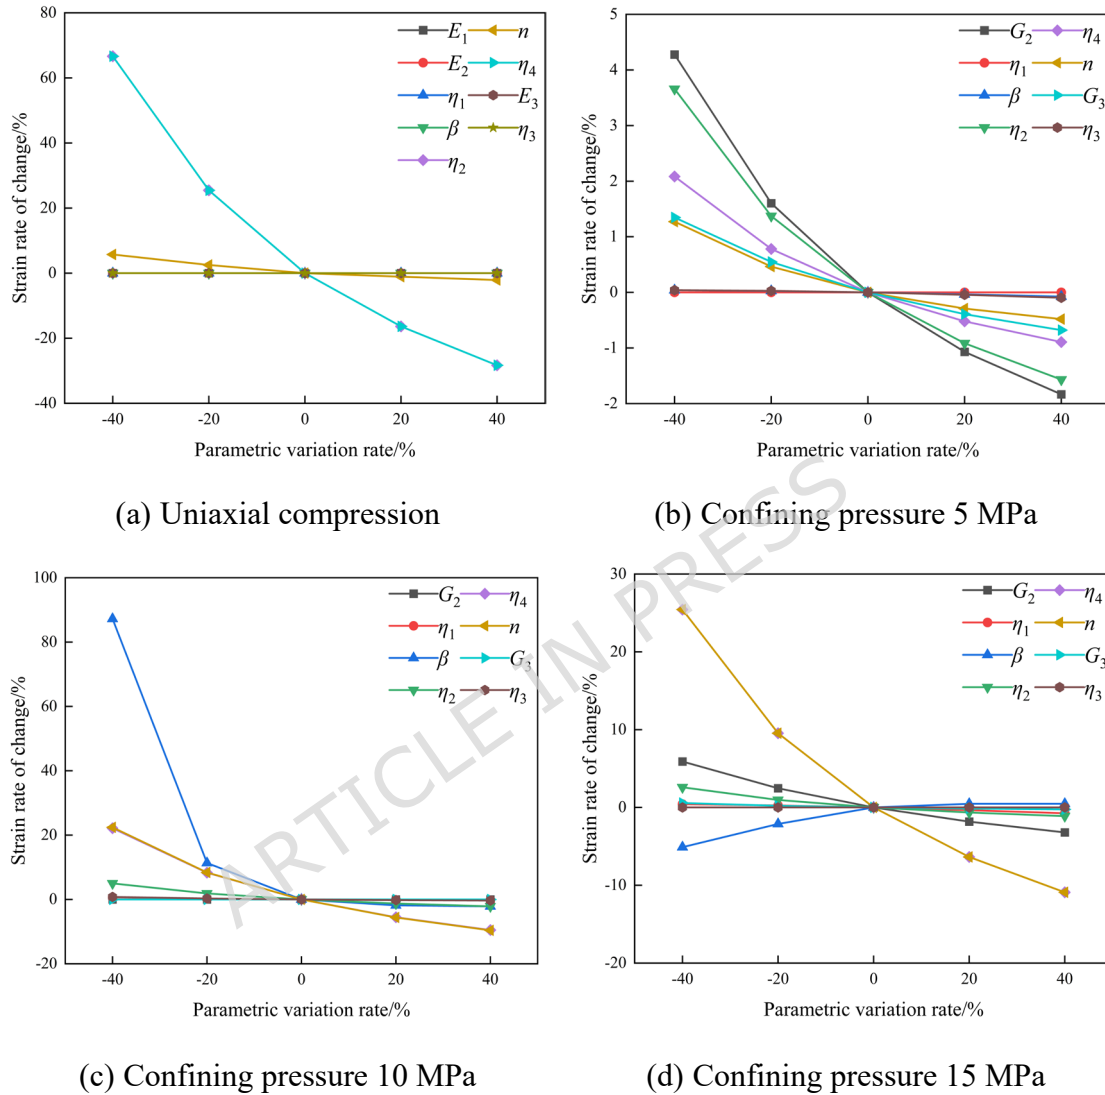 80
60
40
20
0
-20
-40
-40 -20 0 20 40
Strain rate of change/%
Parametric variation rate/%
E₁ n
E₂ η₄
η₁ E₃
β η₃
η₂
(a) Uniaxial compression
5
4
3
2
1
0
-1
-2
-40 -20 0 20 40
Strain rate of change/%
Parametric variation rate/%
G₂ η₄
η₁ n
β G₃
η₂ η₃
(b) Confining pressure 5 MPa
100
80
60
40
20
0
-20
-40 -20 0 20 40
Strain rate of change/%
Parametric variation rate/%
G₂ η₄
η₁ n
β G₃
η₂ η₃
(c) Confining pressure 10 MPa
30
20
10
0
-10
-20
-40 -20 0 20 40
Strain rate of change/%
Parametric variation rate/%
G₂ η₄
η₁ n
β G₃
η₂ η₃
(d) Confining pressure 15 MPa
ARTICLE IN PRESS